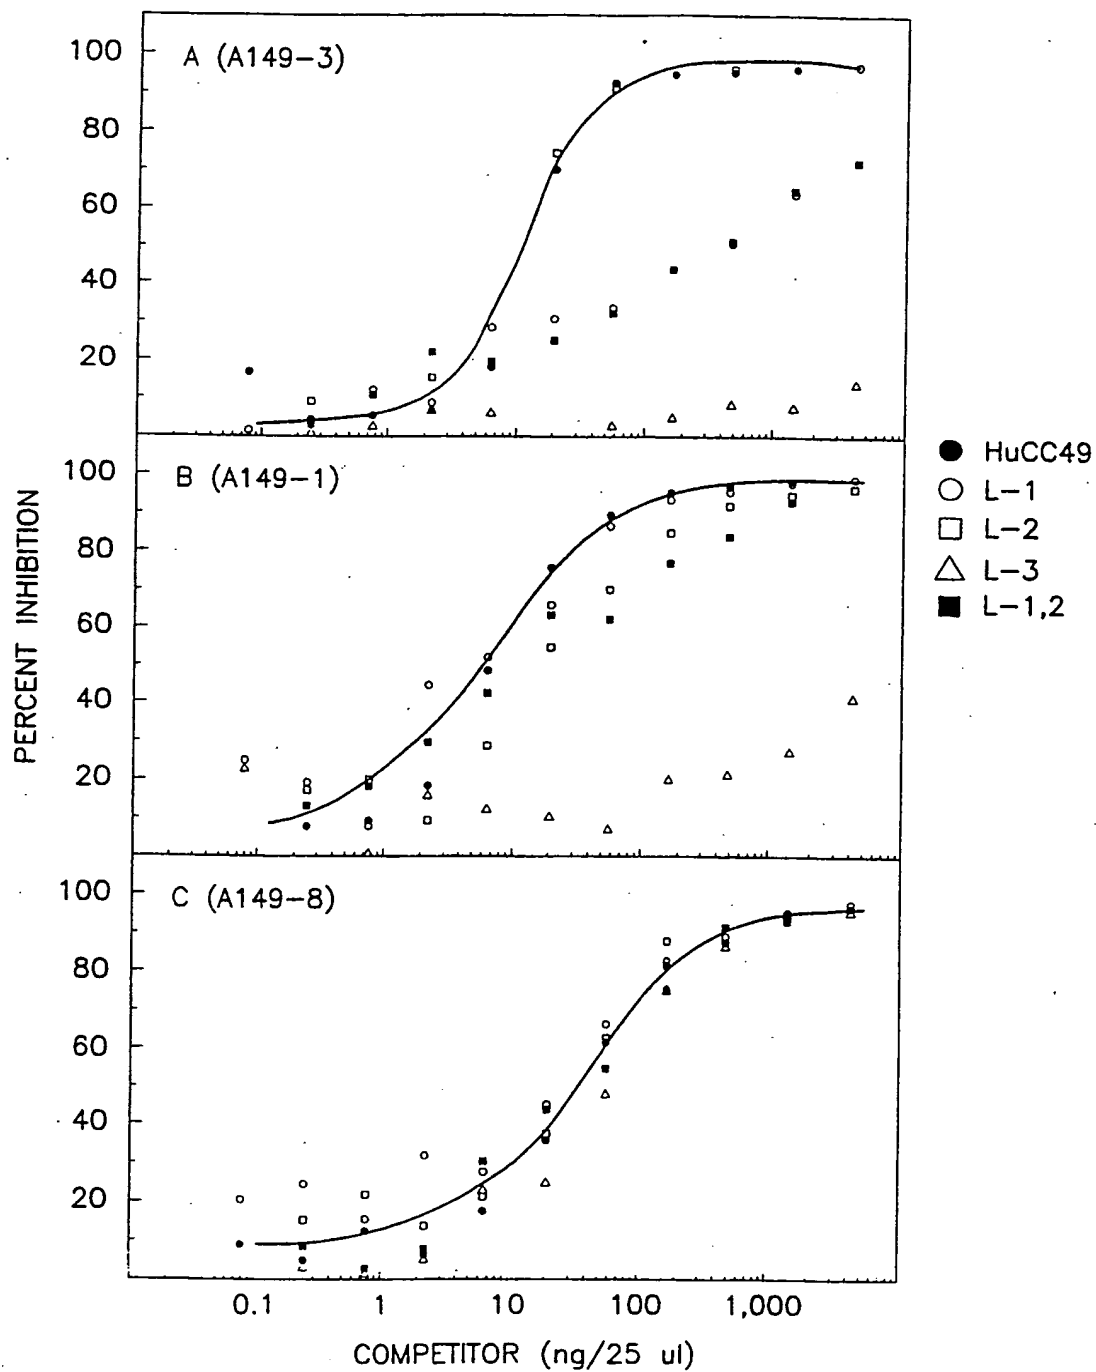 A (A149-3)
100
80
60
40
20
B (A149-1)
100
80
60
40
20
C (A149-8)
100
80
60
40
20
PERCENT INHIBITION
HuCC49
L-1
L-2
L-3
L-1,2
0.1 1 10 100 1,000
COMPETITOR (ng/25 ul)